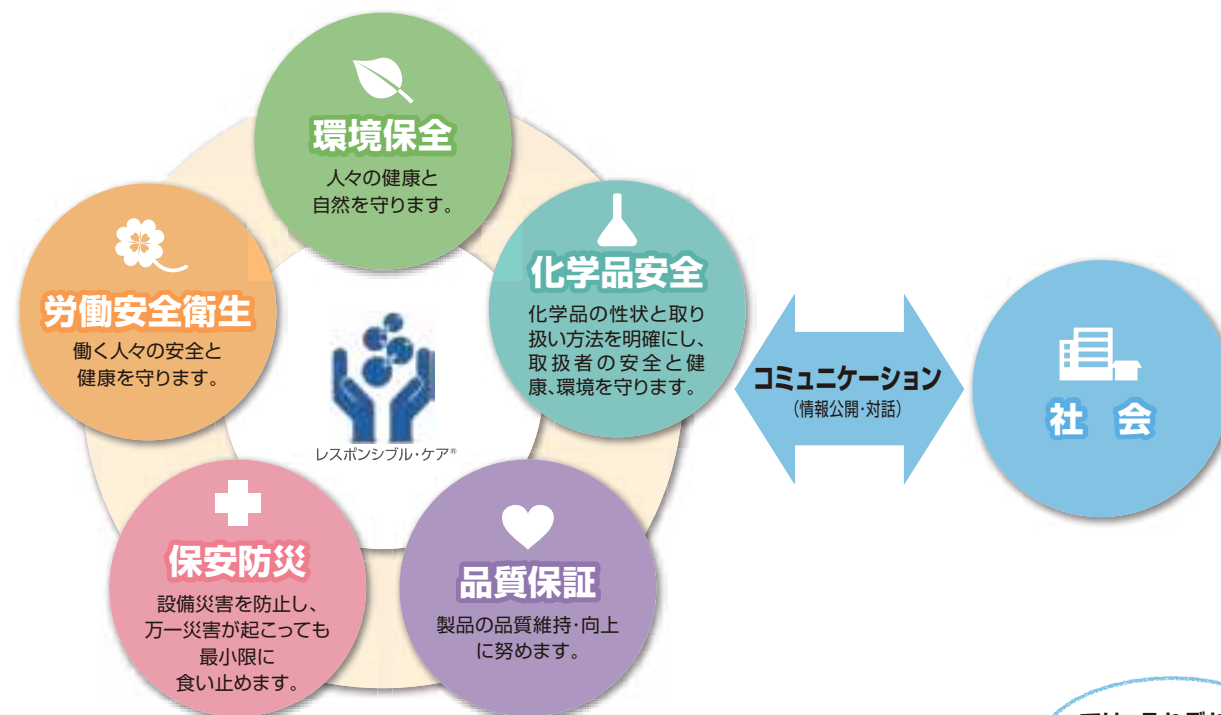 環境保全
人々の健康と
自然を守ります。
化学品安全
化学品の性状と取り
扱い方法を明確にし、
取扱者の安全と健
康、環境を守ります。
労働安全衛生
働く人々の安全と
健康を守ります。
レスポンシブル・ケア®
保安防災
設備災害を防止し、
万一災害が起こっても
最小限に
食い止めます。
品質保証
製品の品質維持・向上
に努めます。
コミュニケーション
（情報公開・対話）
社 会